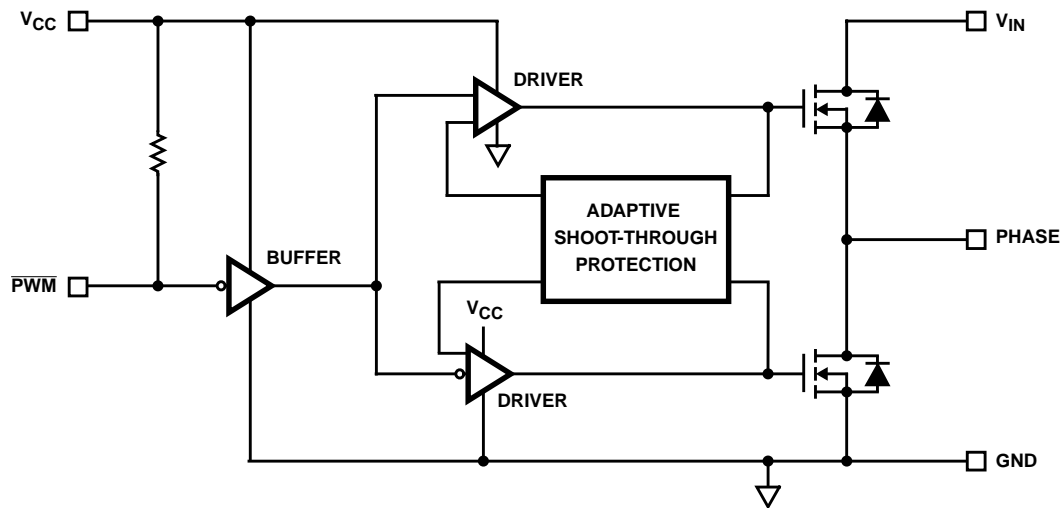 VCC
VIN
DRIVER
ADAPTIVE
SHOOT-THROUGH
PROTECTION
PHASE
BUFFER
PWM
VCC
DRIVER
GND